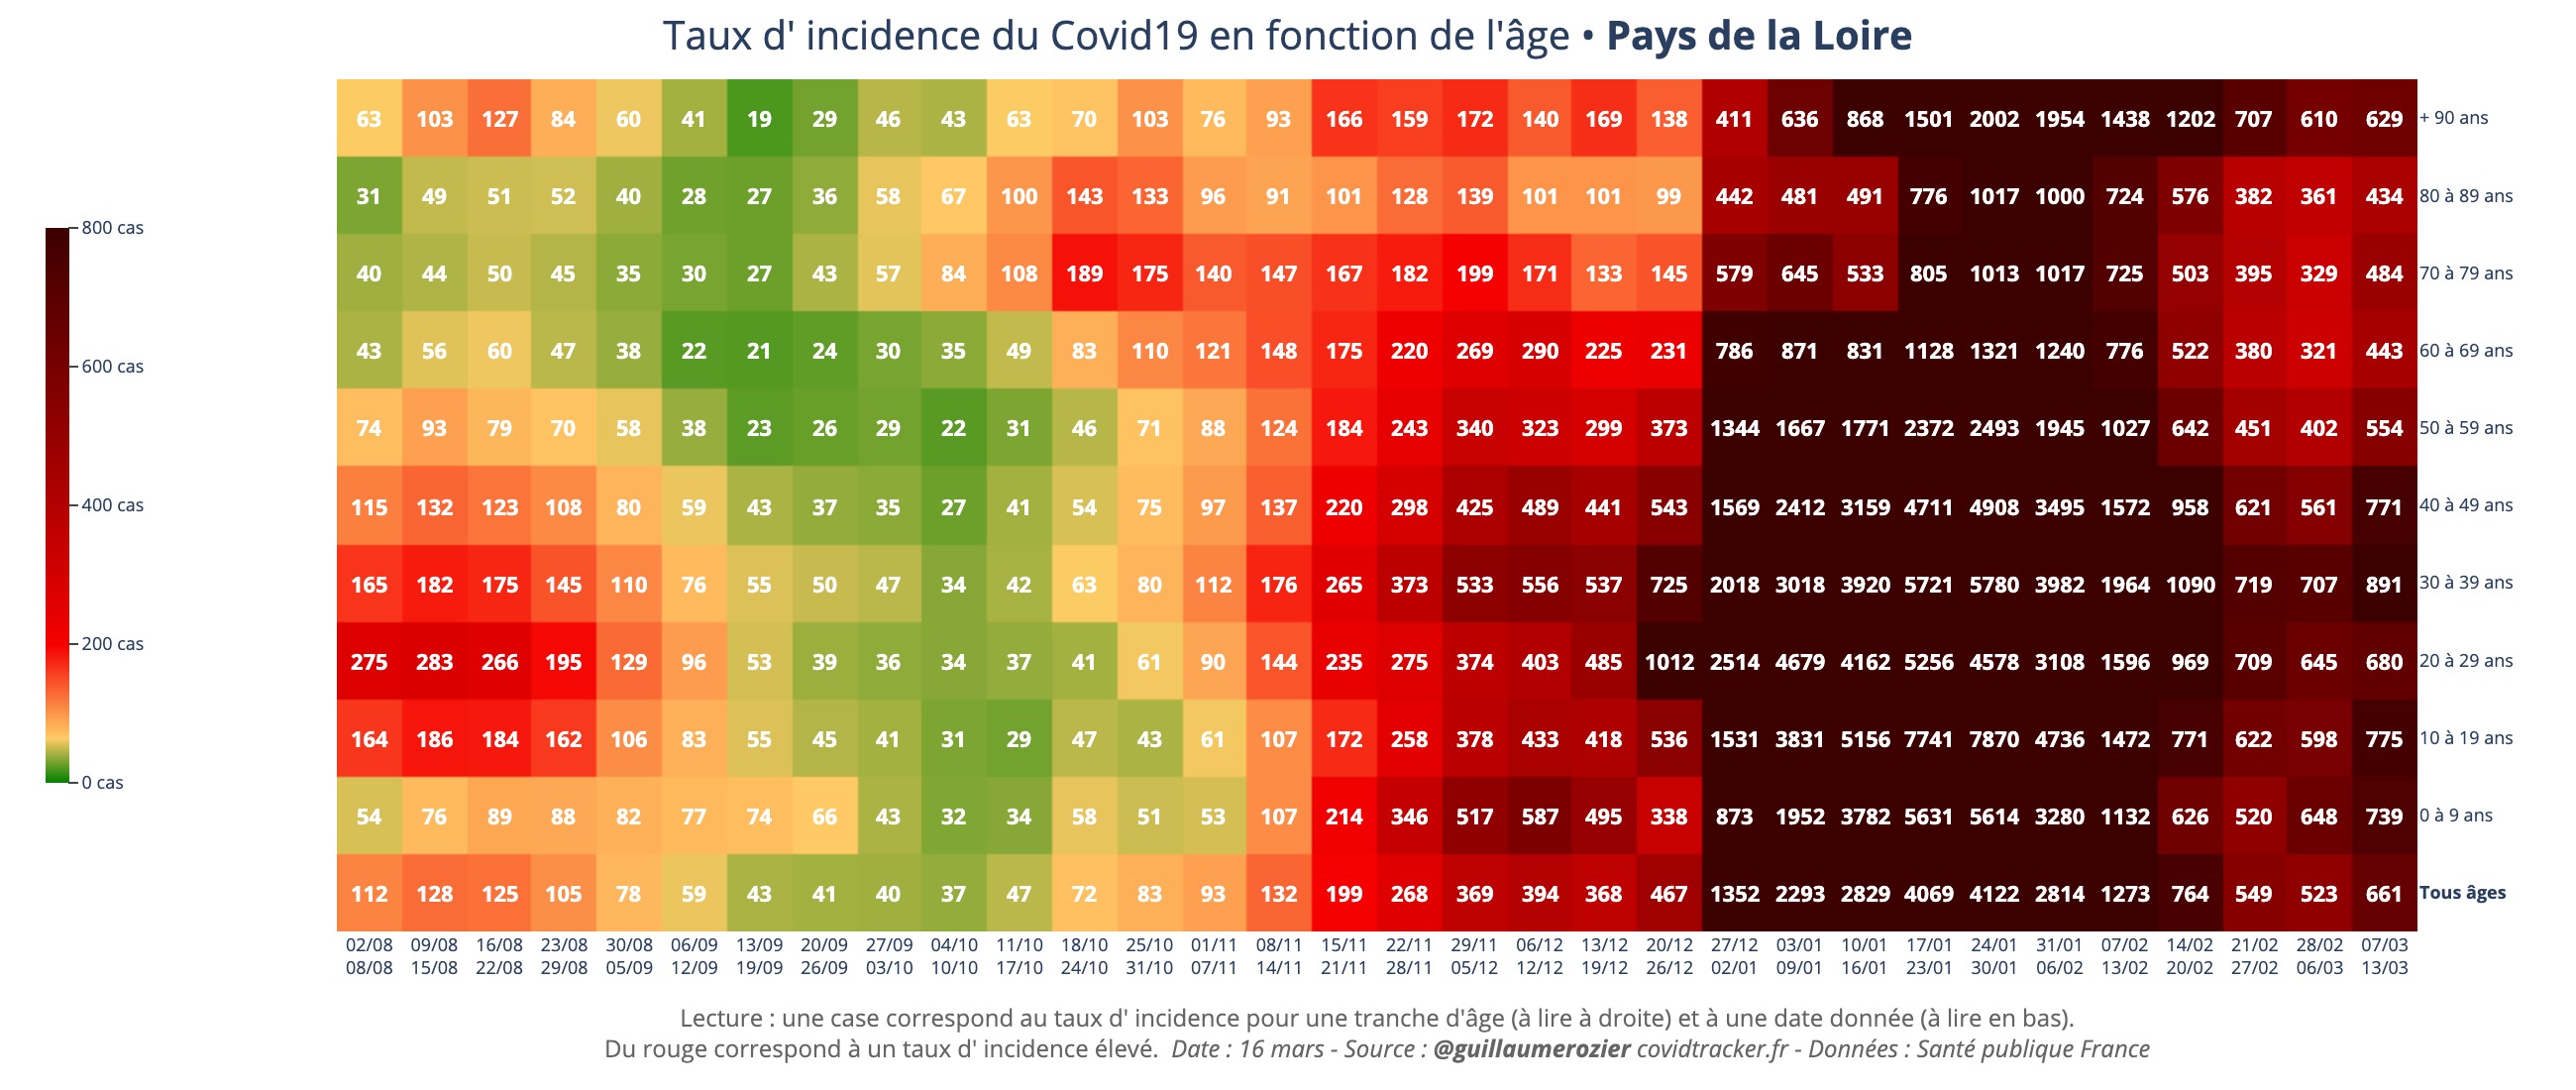 Taux d' incidence du Covid19 en fonction de l'âge • Pays de la Loire
800 cas
600 cas
400 cas
200 cas
0 cas
63 103 127 84 60 41 19 29 46 43 63 70 103 76 93 166 159 172 140 169 138 411 636 868 1501 2002 1954 1438 1202 707 610 629 + 90 ans
31 49 51 52 40 28 27 36 58 67 100 143 133 96 91 101 128 139 101 101 99 442 481 491 776 1017 1000 724 576 382 361 434 80 à 89 ans
40 44 50 45 35 30 27 43 57 84 108 189 175 140 147 167 182 199 171 133 145 579 645 533 805 1013 1017 725 503 395 329 484 70 à 79 ans
43 56 60 47 38 22 21 24 30 35 49 83 110 121 148 175 220 269 290 225 231 786 871 831 1128 1321 1240 776 522 380 321 443 60 à 69 ans
74 93 79 70 58 38 23 26 29 22 31 46 71 88 124 184 243 340 323 299 373 1344 1667 1771 2372 2493 1945 1027 642 451 402 554 50 à 59 ans
115 132 123 108 80 59 43 37 35 27 41 54 75 97 137 220 298 425 489 441 543 1569 2412 3159 4711 4908 3495 1572 958 621 561 771 40 à 49 ans
165 182 175 145 110 76 55 50 47 34 42 63 80 112 176 265 373 533 556 537 725 2018 3018 3920 5721 5780 3982 1964 1090 719 707 891 30 à 39 ans
275 283 266 195 129 96 53 39 36 34 37 41 61 90 144 235 275 374 403 485 1012 2514 4679 4162 5256 4578 3108 1596 969 709 645 680 20 à 29 ans
164 186 184 162 106 83 55 45 41 31 29 47 43 61 107 172 258 378 433 418 536 1531 3831 5156 7741 7870 4736 1472 771 622 598 775 10 à 19 ans
54 76 89 88 82 77 74 66 43 32 34 58 51 53 107 214 346 517 587 495 338 873 1952 3782 5631 5614 3280 1132 626 520 648 739 0 à 9 ans
112 128 125 105 78 59 43 41 40 37 47 72 83 93 132 199 268 369 394 368 467 1352 2293 2829 4069 4122 2814 1273 764 549 523 661 Tous âges
02/08 09/08 16/08 23/08 30/08 06/09 13/09 20/09 27/09 04/10 11/10 18/10 25/10 01/11 08/11 15/11 22/11 29/11 06/12 13/12 20/12 27/12 03/01 10/01 17/01 24/01 31/01 07/02 14/02 21/02 28/02 07/03
08/08 15/08 22/08 29/08 05/09 12/09 19/09 26/09 03/10 10/10 17/10 24/10 31/10 07/11 14/11 21/11 28/11 05/12 12/12 19/12 26/12 02/01 09/01 16/01 23/01 30/01 06/02 13/02 20/02 27/02 06/03 13/03
Lecture : une case correspond au taux d' incidence pour une tranche d'âge (à lire à droite) et à une date donnée (à lire en bas).
Du rouge correspond à un taux d' incidence élevé. Date : 16 mars - Source : @guillaumerozier covidtracker.fr - Données : Santé publique France